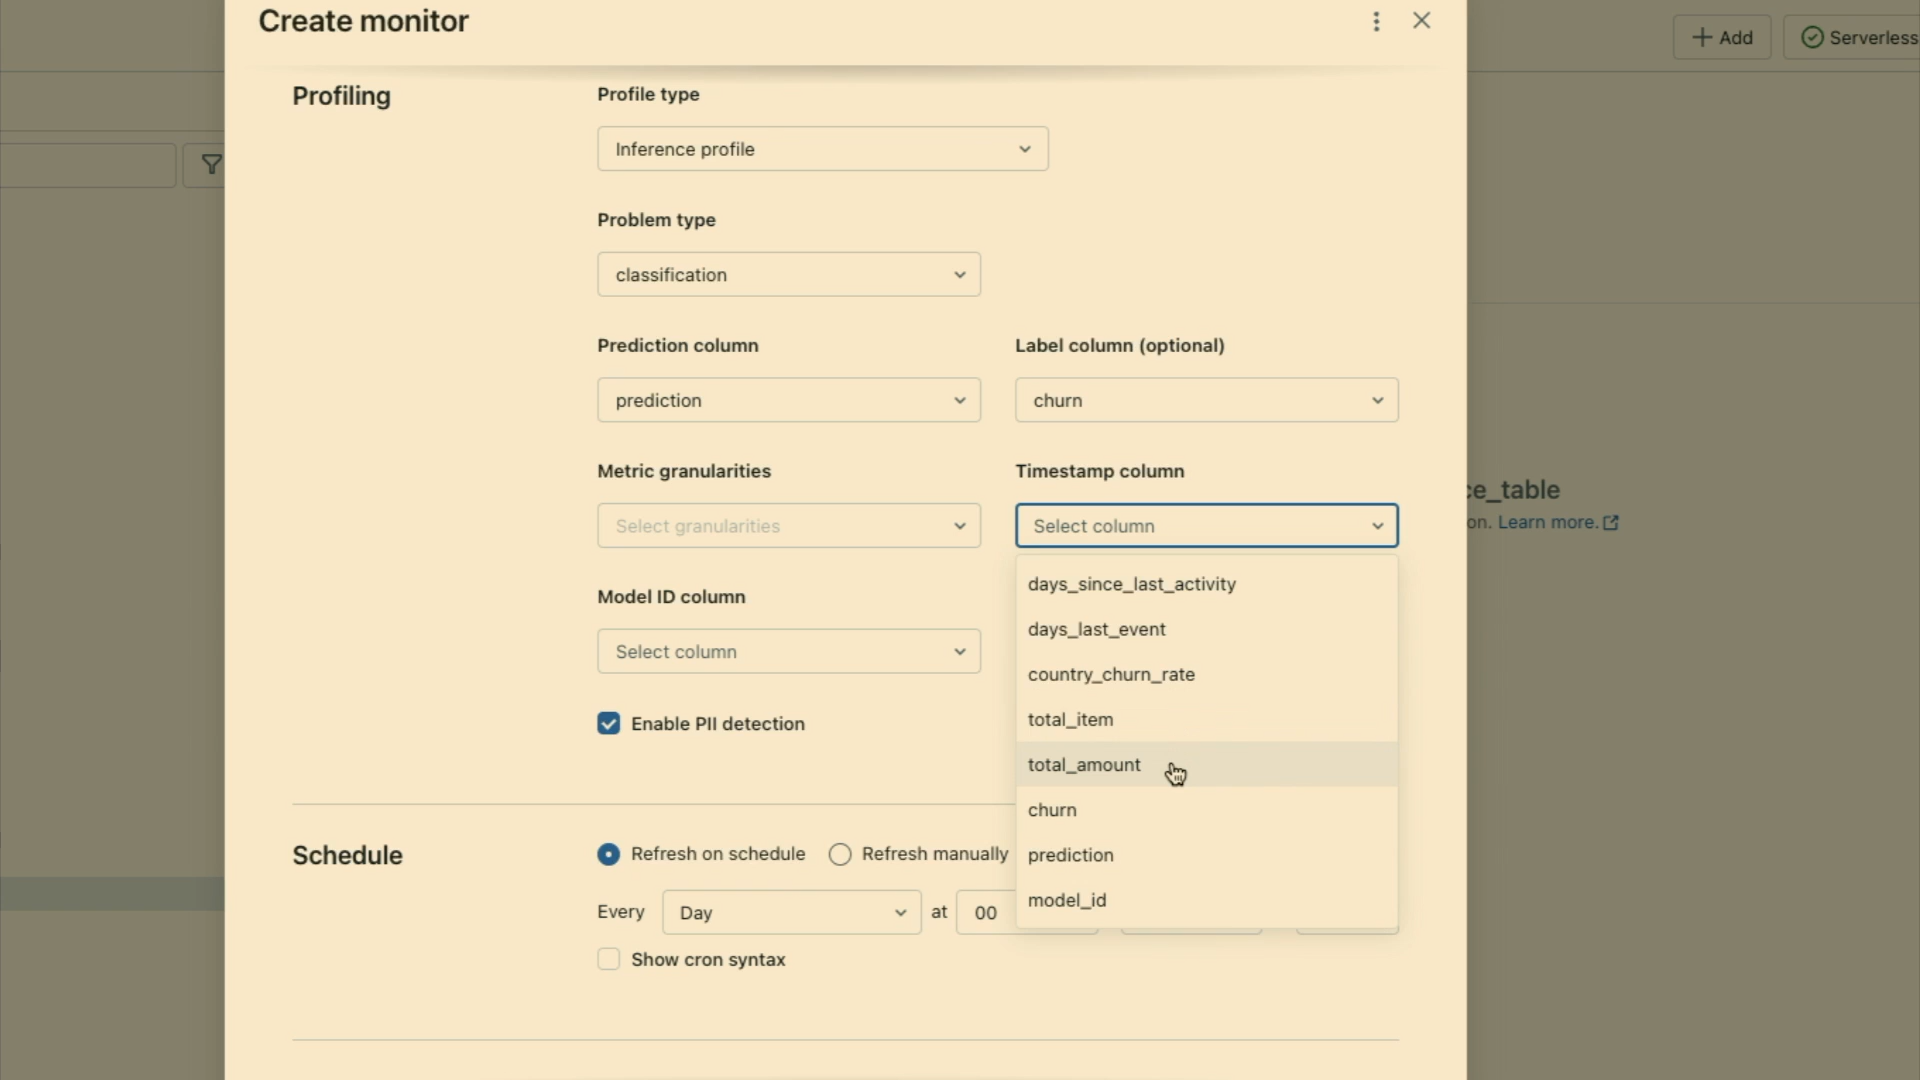 Create monitor
Add
Serverless
Profiling
Profile type
Inference profile
Problem type
classification
Prediction column
Label column (optional)
prediction
churn
Metric granularities
Timestamp column
Select granularities
Select column
ce_table
on. Learn more.
days_since_last_activity
Model ID column
days_last_event
Select column
country_churn_rate
total_item
Enable PII detection
total_amount
churn
Schedule
Refresh on schedule
Refresh manually
prediction
model_id
Every
Day
at
00
Show cron syntax